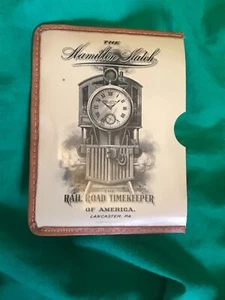 THE
Hamilton Watch
THE
RAIL ROAD TIMEKEEPER
OF AMERICA.
LANCASTER, PA